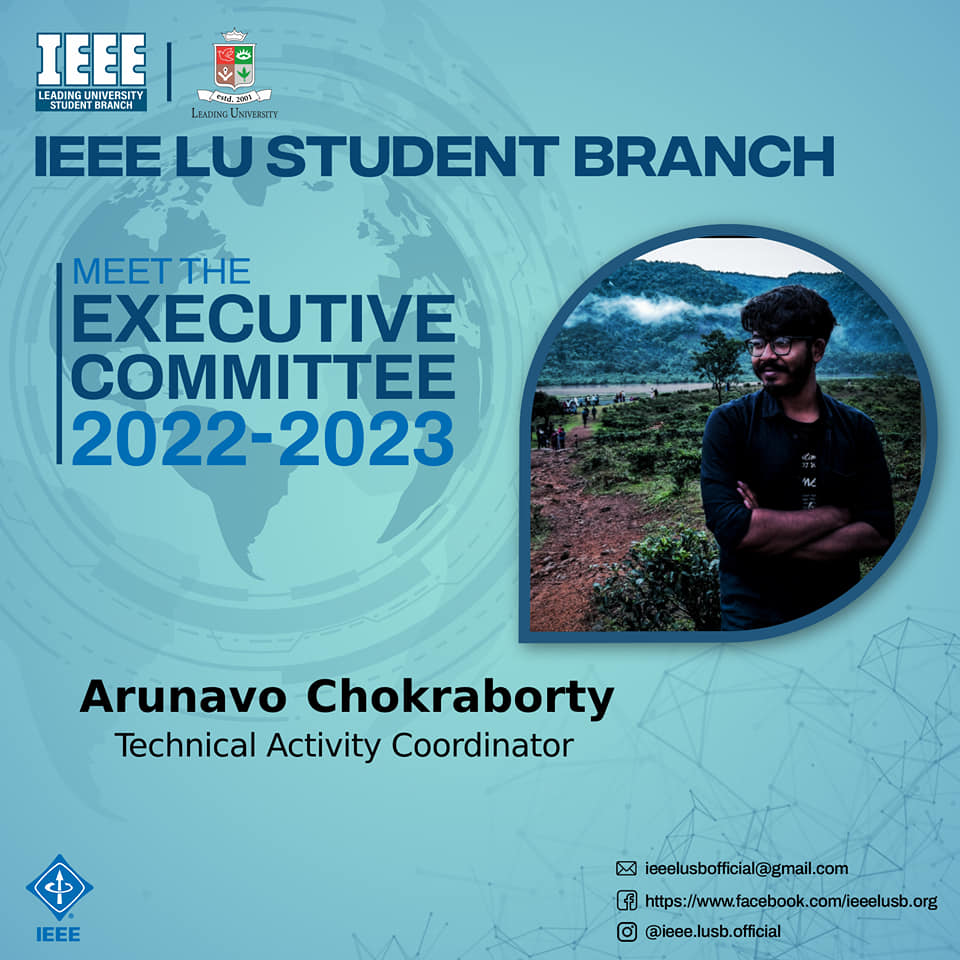 IEEE
LEADING UNIVERSITY
STUDENT BRANCH
estd. 2001
LEADING UNIVERSITY
IEEE LU STUDENT BRANCH
MEET THE
EXECUTIVE
COMMITTEE
2022-2023
Arunavo Chokraborty
Technical Activity Coordinator
ieeelusbofficial@gmail.com
https://www.facebook.com/ieeelusb.org
@ieee.lusb.official
IEEE